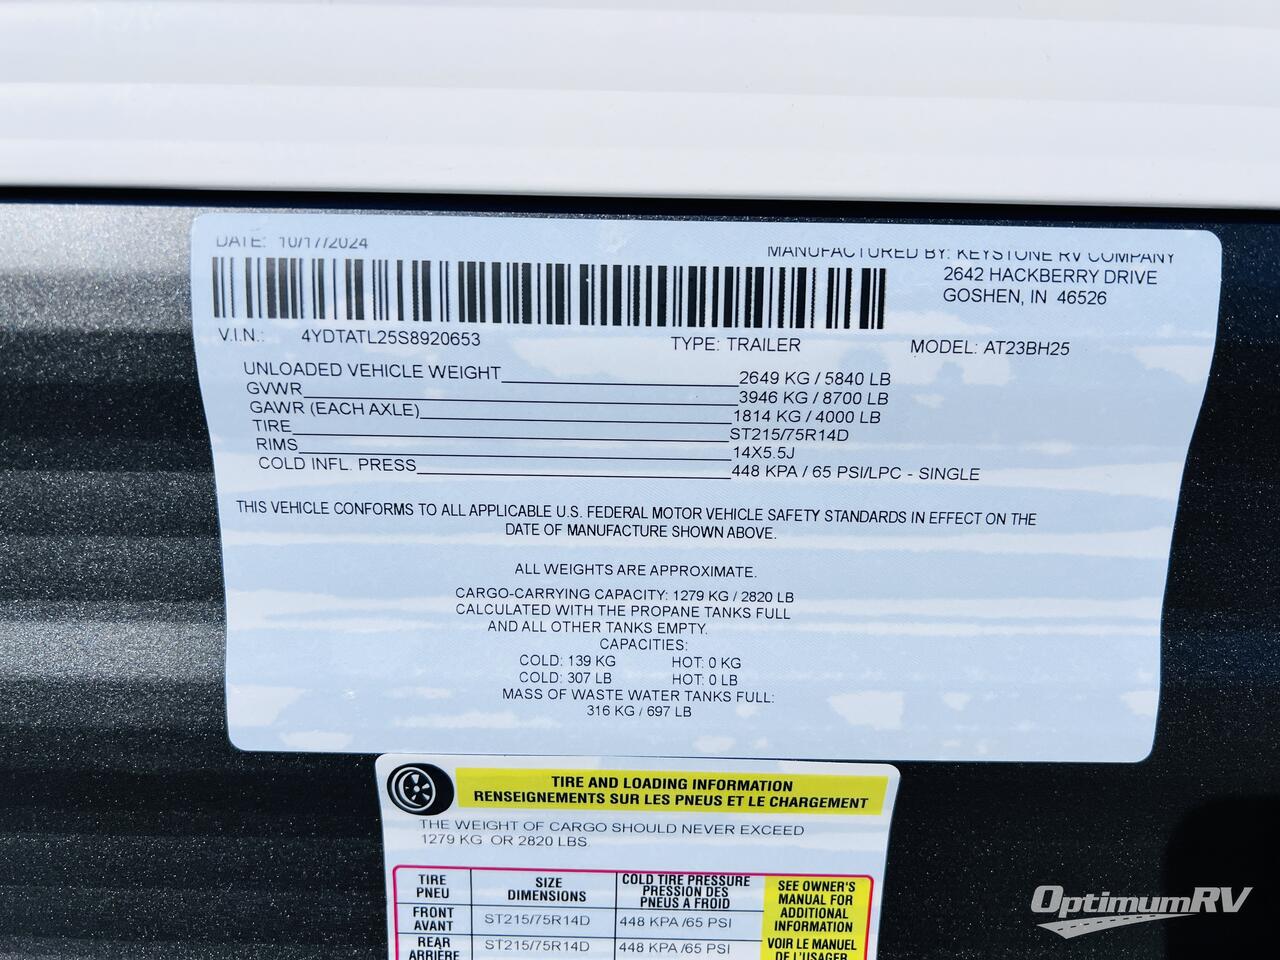 DATE: 10/17/2024
MANUFACTURED BY: KEYSTONE RV COMPANY
2642 HACKBERRY DRIVE
GOSHEN, IN 46526
V.I.N.: 4YDTATL25S8920653 TYPE: TRAILER MODEL: AT23BH25
UNLOADED VEHICLE WEIGHT 2649 KG / 5840 LB
GVWR 3946 KG / 8700 LB
GAWR (EACH AXLE) 1814 KG / 4000 LB
TIRE ST215/75R14D
RIMS 14X5.5J
COLD INFL. PRESS 448 KPA / 65 PSI/LPC - SINGLE
THIS VEHICLE CONFORMS TO ALL APPLICABLE U.S. FEDERAL MOTOR VEHICLE SAFETY STANDARDS IN EFFECT ON THE
DATE OF MANUFACTURE SHOWN ABOVE.
ALL WEIGHTS ARE APPROXIMATE.
CARGO-CARRYING CAPACITY: 1279 KG / 2820 LB
CALCULATED WITH THE PROPANE TANKS FULL
AND ALL OTHER TANKS EMPTY.
CAPACITIES:
COLD: 139 KG HOT: 0 KG
COLD: 307 LB HOT: 0 LB
MASS OF WASTE WATER TANKS FULL:
316 KG / 697 LB
TIRE AND LOADING INFORMATION
RENSEIGNEMENTS SUR LES PNEUS ET LE CHARGEMENT
THE WEIGHT OF CARGO SHOULD NEVER EXCEED
1279 KG OR 2820 LBS.
TIRE
PNEU
SIZE
DIMENSIONS
COLD TIRE PRESSURE
PRESSION DES
PNEUS A FROID
SEE OWNER'S
MANUAL FOR
ADDITIONAL
INFORMATION
FRONT
AVANT
ST215/75R14D
448 KPA /65 PSI
REAR
ARRIÈRE
ST215/75R14D
448 KPA /65 PSI
VOIR LE MANUEL
DE L'USAGER
OptimumRV